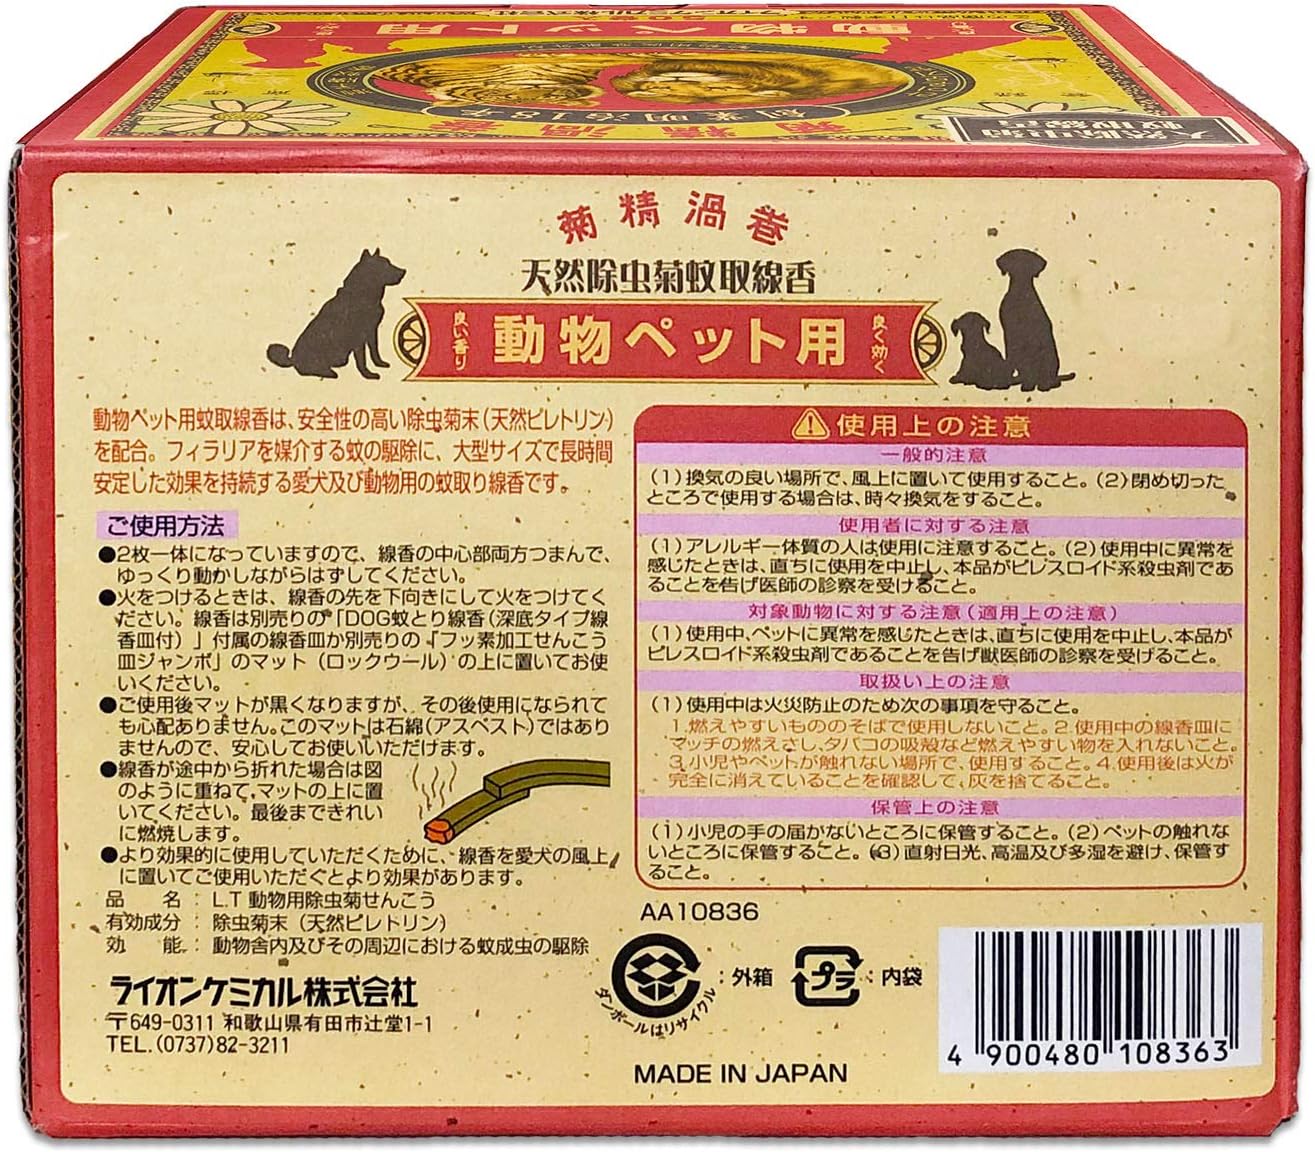 動物ペット用
創業明治18年
菊精渦巻
菊精渦巻
天然除虫菊蚊取線香
良い香り
動物ペット用
良く効く
動物ペット用蚊取線香は、安全性の高い除虫菊末(天然ピレトリン)
を配合。フィラリアを媒介する蚊の駆除に、大型サイズで長時間
安定した効果を持続する愛犬及び動物用の蚊取り線香です。
ご使用方法
●2枚一体になっていますので、線香の中心部両方つまんで、
ゆっくり動かしながらはずしてください。
●火をつけるときは、線香の先を下向きにして火をつけてく
ださい。線香は別売りの「DOG蚊とり線香(深底タイプ線
香皿付)」付属の線香皿か別売りの「フッ素加工せんこう
皿ジャンボ」のマット(ロックウール)の上に置いてお使
いください。
●ご使用後マットが黒くなりますが、その後使用になられて
も心配ありません。このマットは石綿(アスベスト)ではあり
ませんので、安心してお使いいただけます。
●線香が途中から折れた場合は図
のように重ねて、マットの上に置
いてください。最後まできれい
に燃焼します。
●より効果的に使用していただくために、線香を愛犬の風上
に置いてご使用いただくとより効果があります。
品 名 : L.T 動物用除虫菊せんこう
有効成分 : 除虫菊末(天然ピレトリン)
効 能 : 動物舎内及びその周辺における蚊成虫の駆除
ライオンケミカル株式会社
〒649-0311 和歌山県有田市辻堂1-1
TEL.(0737)82-3211
使用上の注意
一般的注意
(1)換気の良い場所で、風上に置いて使用すること。(2)閉め切った
ところで使用する場合は、時々換気をすること。
使用者に対する注意
(1)アレルギー体質の人は使用に注意すること。(2)使用中に異常を
感じたときは、直ちに使用を中止し、本品がピレスロイド系殺虫剤であ
ることを告げ医師の診察を受けること。
対象動物に対する注意(適用上の注意)
(1)使用中、ペットに異常を感じたときは、直ちに使用を中止し、本品が
ピレスロイド系殺虫剤であることを告げ獣医師の診察を受けること。
取扱い上の注意
(1)使用中は火災防止のため次の事項を守ること。
1.燃えやすいもののそばで使用しないこと。2.使用中の線香皿に
マッチの燃えさし、タバコの吸殻など燃えやすい物を入れないこと。
3.小児やペットが触れない場所で、使用すること。4.使用後は火が
完全に消えていることを確認して、灰を捨てること。
保管上の注意
(1)小児の手の届かないところに保管すること。(2)ペットの触れな
いところに保管すること。(3)直射日光、高温及び多湿を避け、保管す
ること。
AA10836
ダンボールはリサイクル
:外箱
プラ
:内袋
MADE IN JAPAN
4 900480 108363